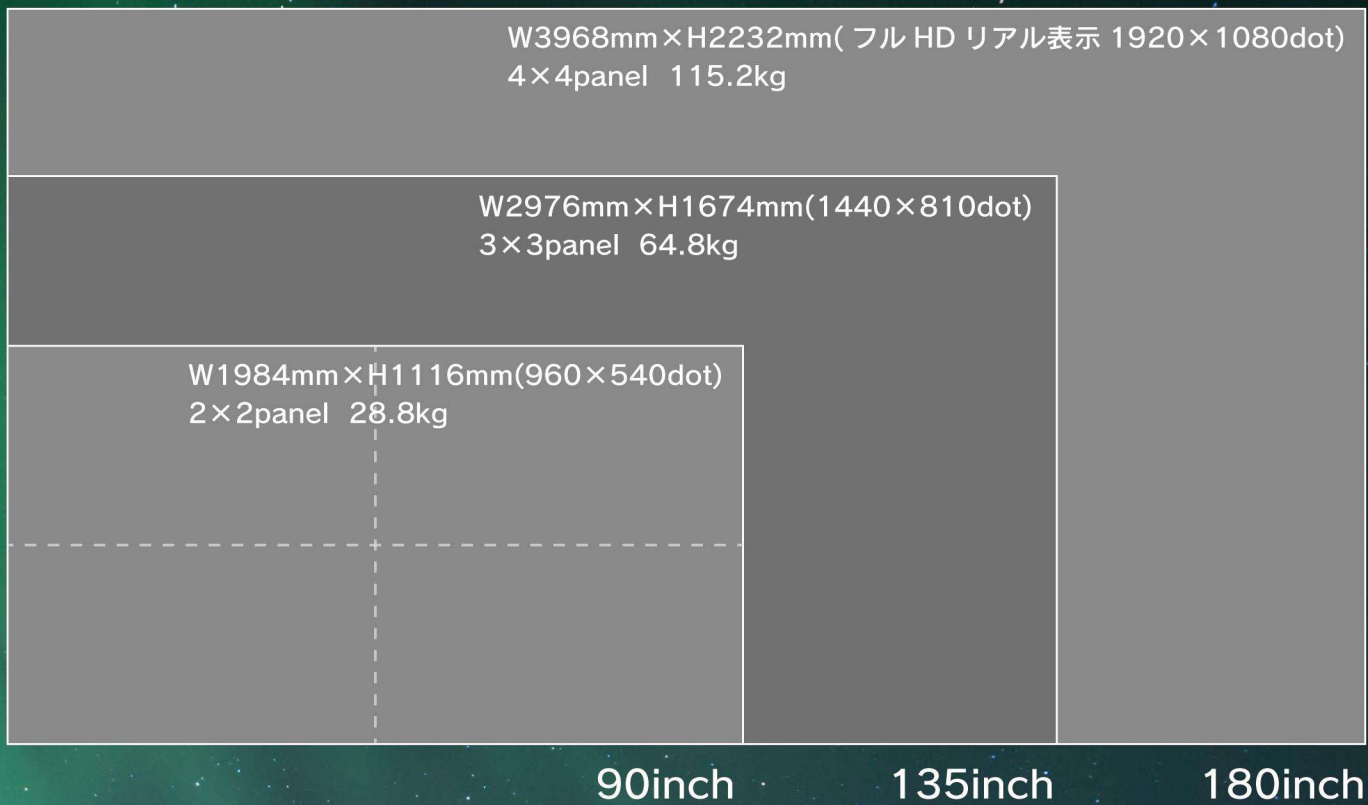 W3968mm×H2232mm( フル HD リアル表示 1920×1080dot)
4×4panel 115.2kg
W2976mm×H1674mm(1440×810dot)
3×3panel 64.8kg
W1984mm×H1116mm(960×540dot)
2×2panel 28.8kg
90inch 135inch 180inch